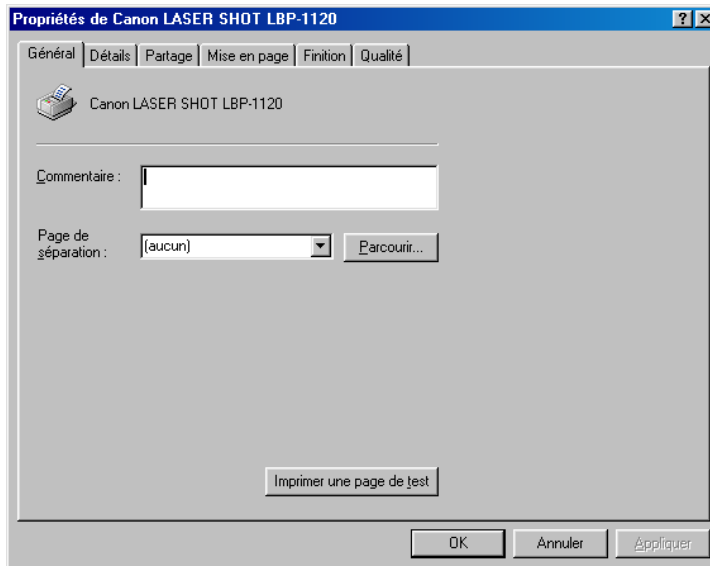 Propriétés de Canon LASER SHOT LBP-1120
Général Détails Partage Mise en page Finition Qualité
Canon LASER SHOT LBP-1120
Commentaire :
Page de
séparation :
(aucun) Parcourir...
Imprimer une page de test
OK Annuler Appliquer